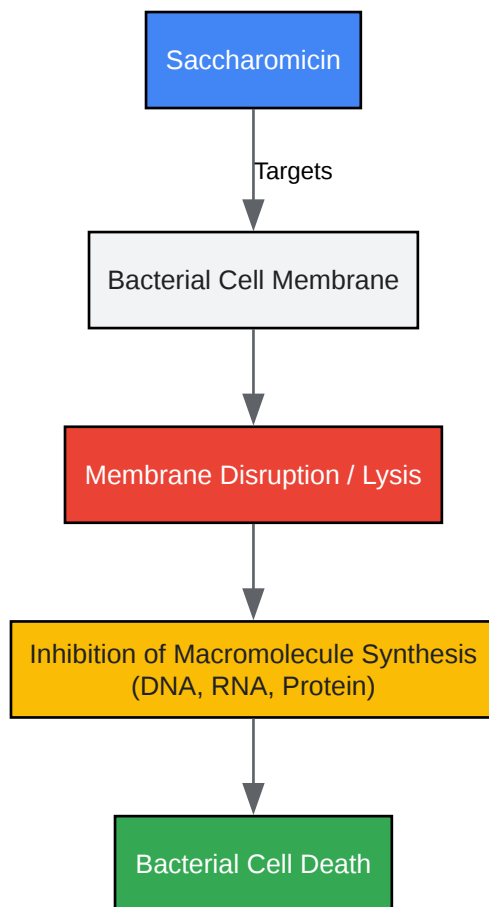 Saccharomicin
Targets
Bacterial Cell Membrane
Membrane Disruption / Lysis
Inhibition of Macromolecule Synthesis
(DNA, RNA, Protein)
Bacterial Cell Death